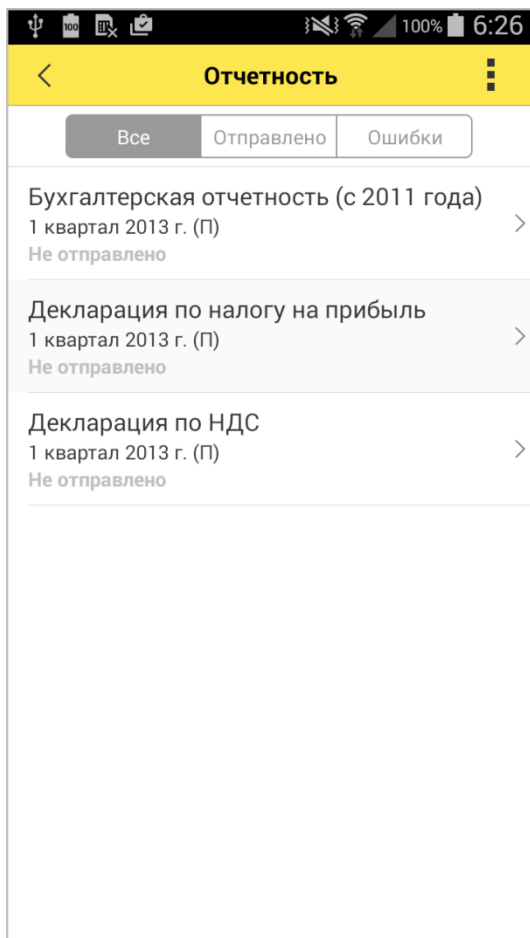 100 100% 6:26
Отчетность
Все Отправлено Ошибки
Бухгалтерская отчетность (с 2011 года)
1 квартал 2013 г. (П)
Не отправлено
Декларация по налогу на прибыль
1 квартал 2013 г. (П)
Не отправлено
Декларация по НДС
1 квартал 2013 г. (П)
Не отправлено